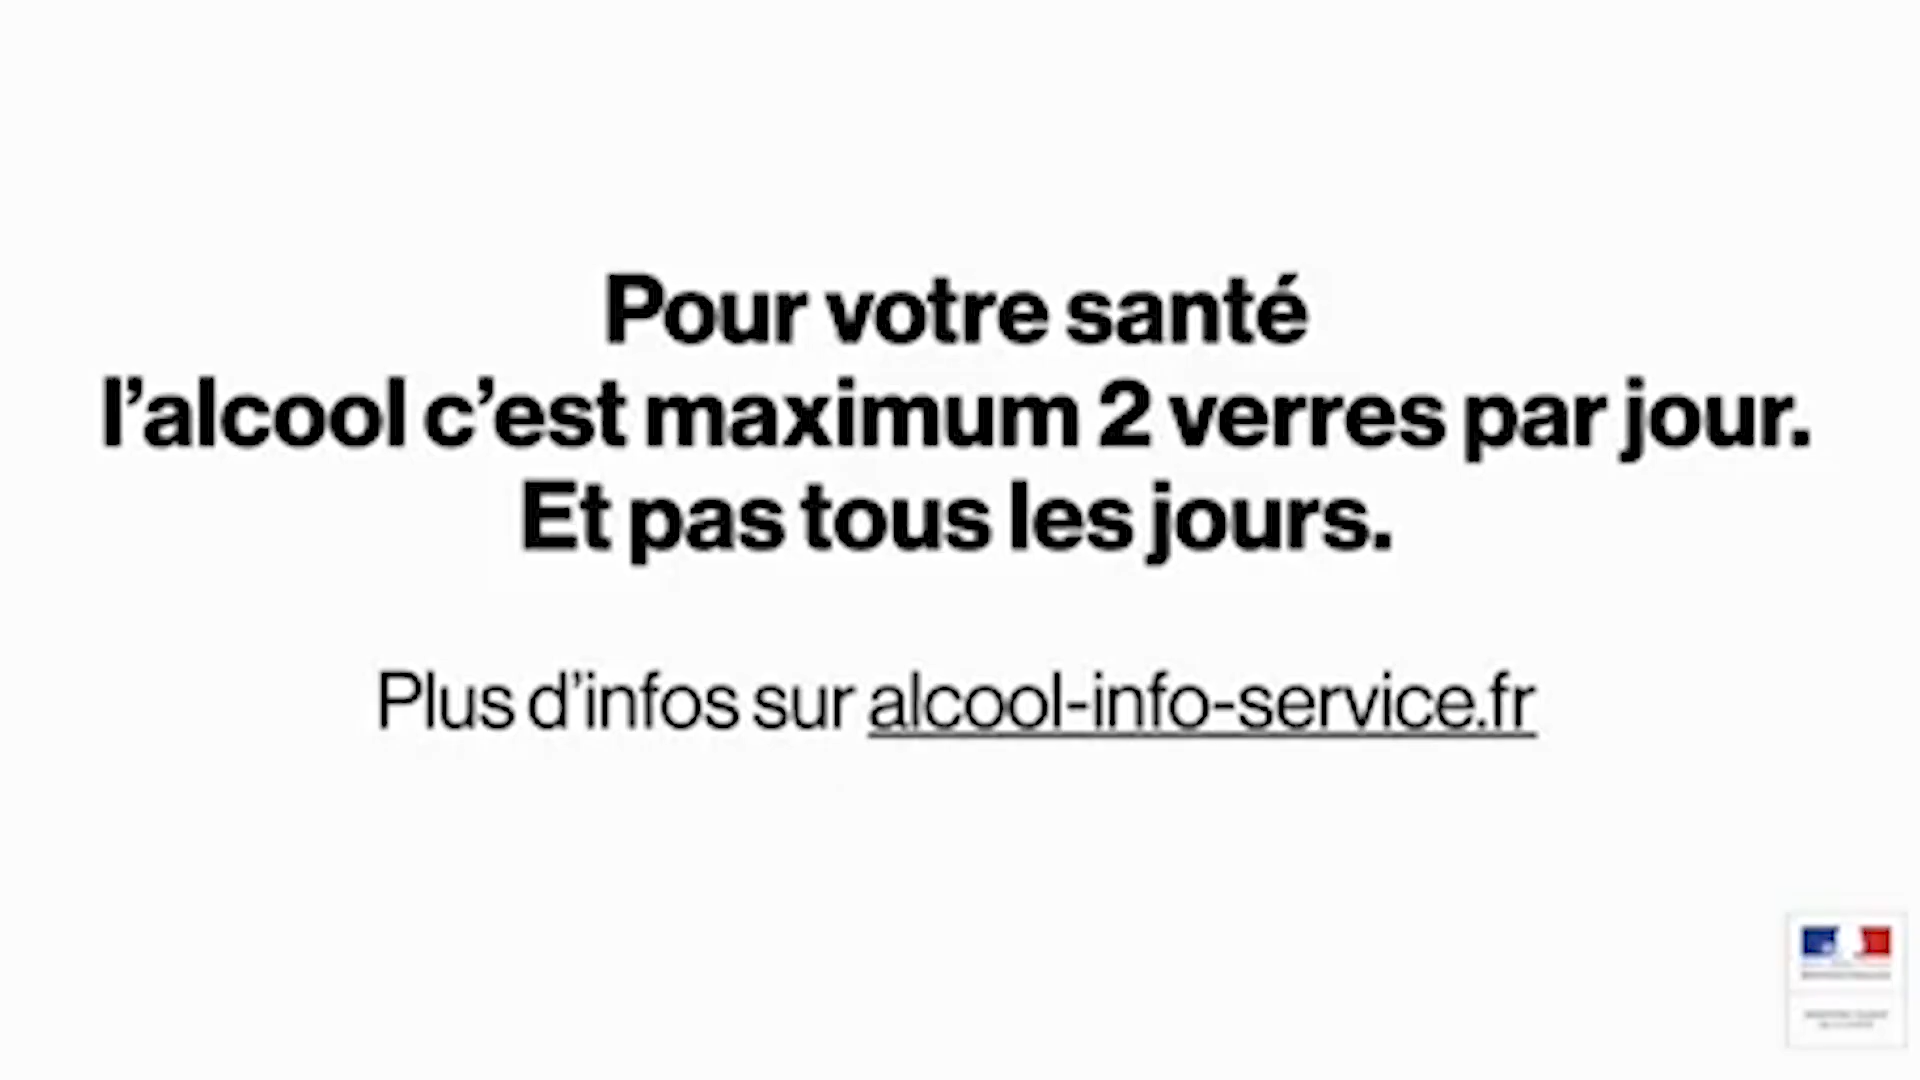 Pour votre santé
l’alcool c’est maximum 2 verres par jour.
Et pas tous les jours.
Plus d’infos sur alcool-info-service.fr